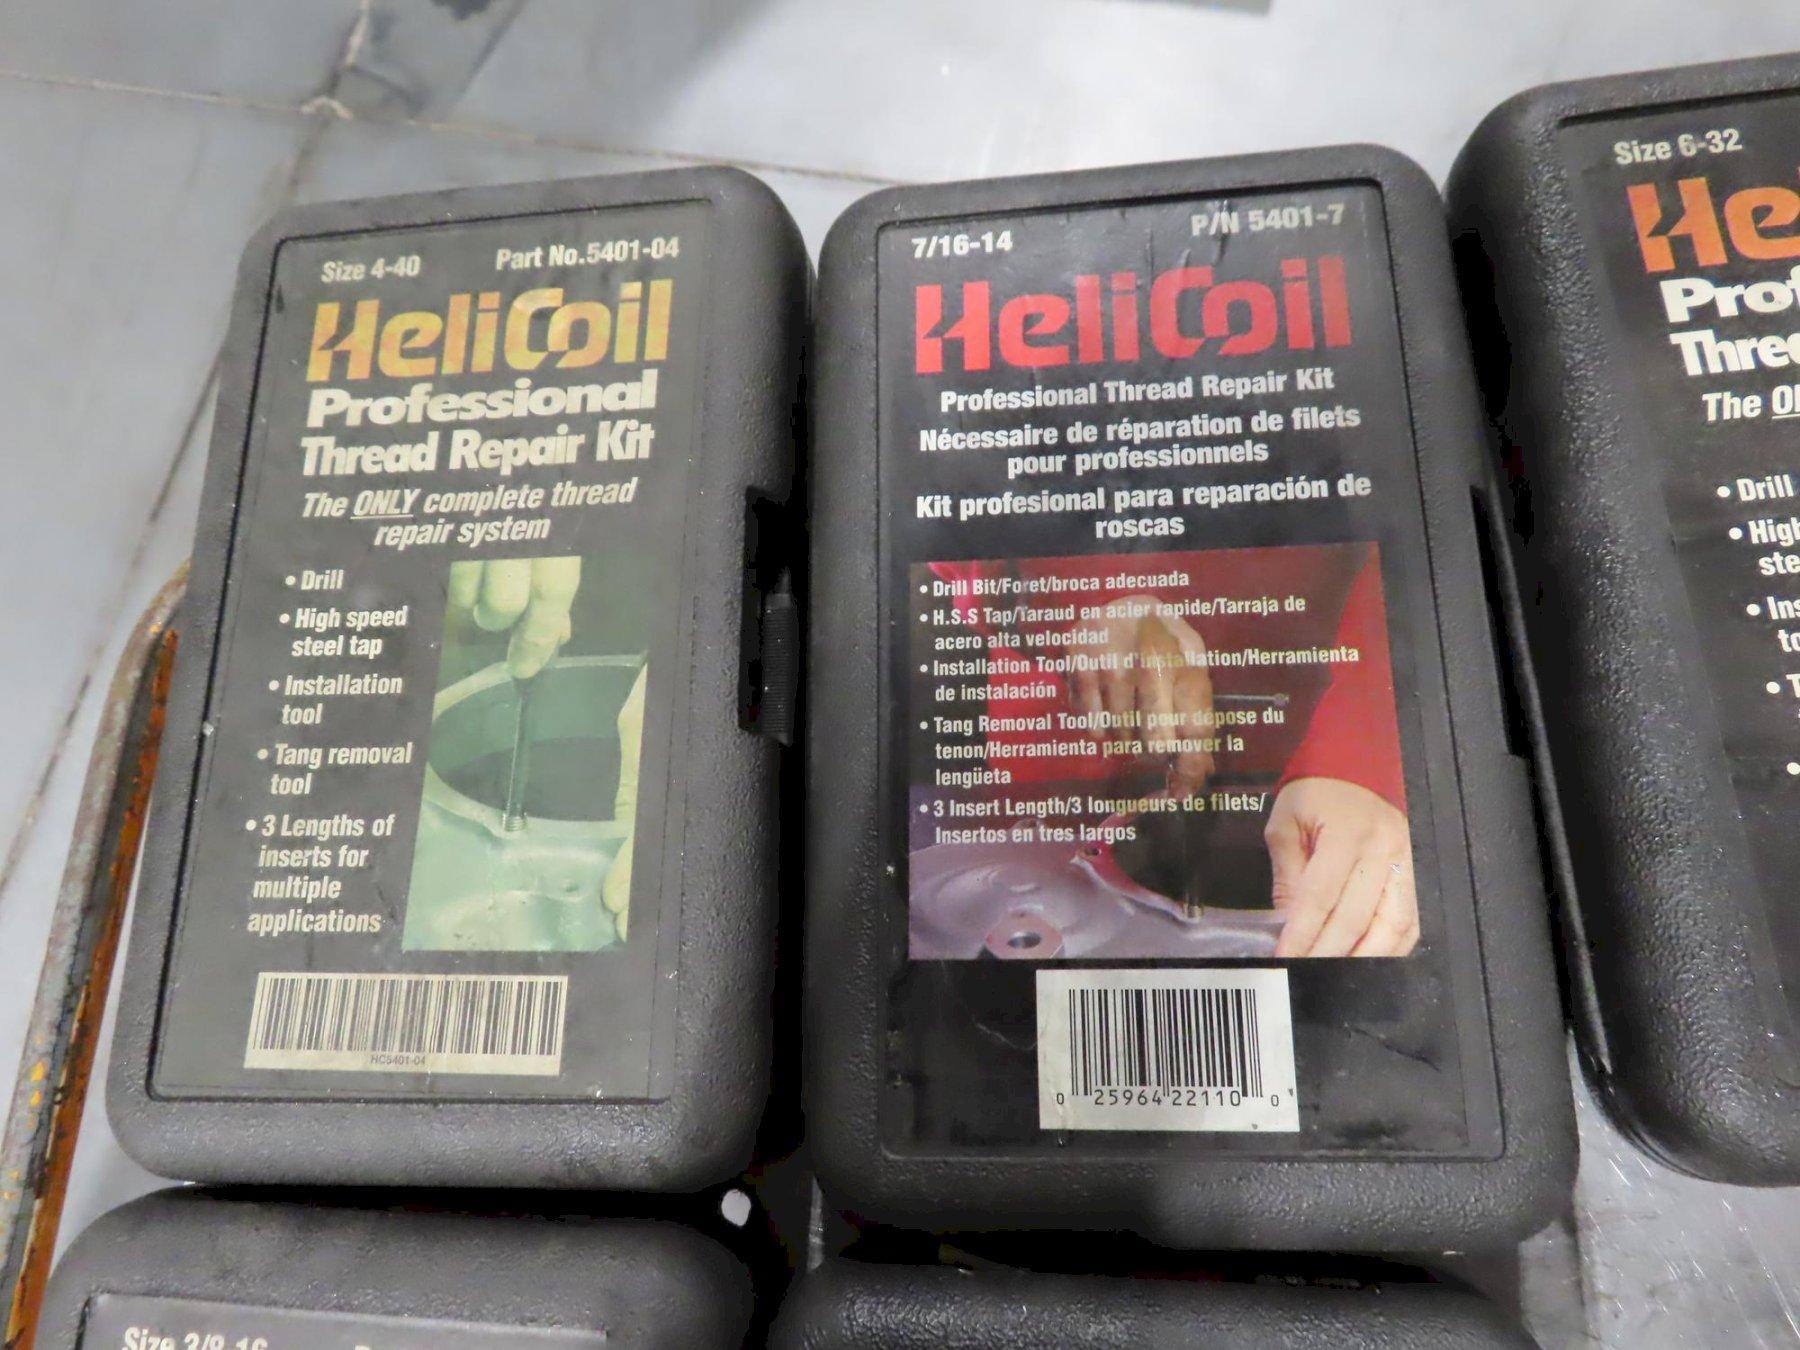 Size 4-40 Part No.5401-04
HeliCoil
Professional
Thread Repair Kit
The ONLY complete thread
repair system
• Drill
• High speed
steel tap
• Installation
tool
• Tang removal
tool
• 3 Lengths of
inserts for
multiple
applications
HC5401-04
7/16-14 P/N 5401-7
HeliCoil
Professional Thread Repair Kit
Nécessaire de réparation de filets
pour professionnels
Kit profesional para reparación de
roscas
• Drill Bit/Foret/broca adecuada
• H.S.S Tap/Taraud en acier rapide/Tarraja de
acero alta velocidad
• Installation Tool/Outil d'installation/Herramienta
de instalación
• Tang Removal Tool/Outil pour dépose du
tenon/Herramienta para remover la
lengüeta
• 3 Insert Length/3 longueurs de filets/
Insertos en tres largos
0 25964 22110 0
Size 6-32
He
Prof
Thre
The
• Drill
• High
ste
• Ins
to
Size 3/8-16